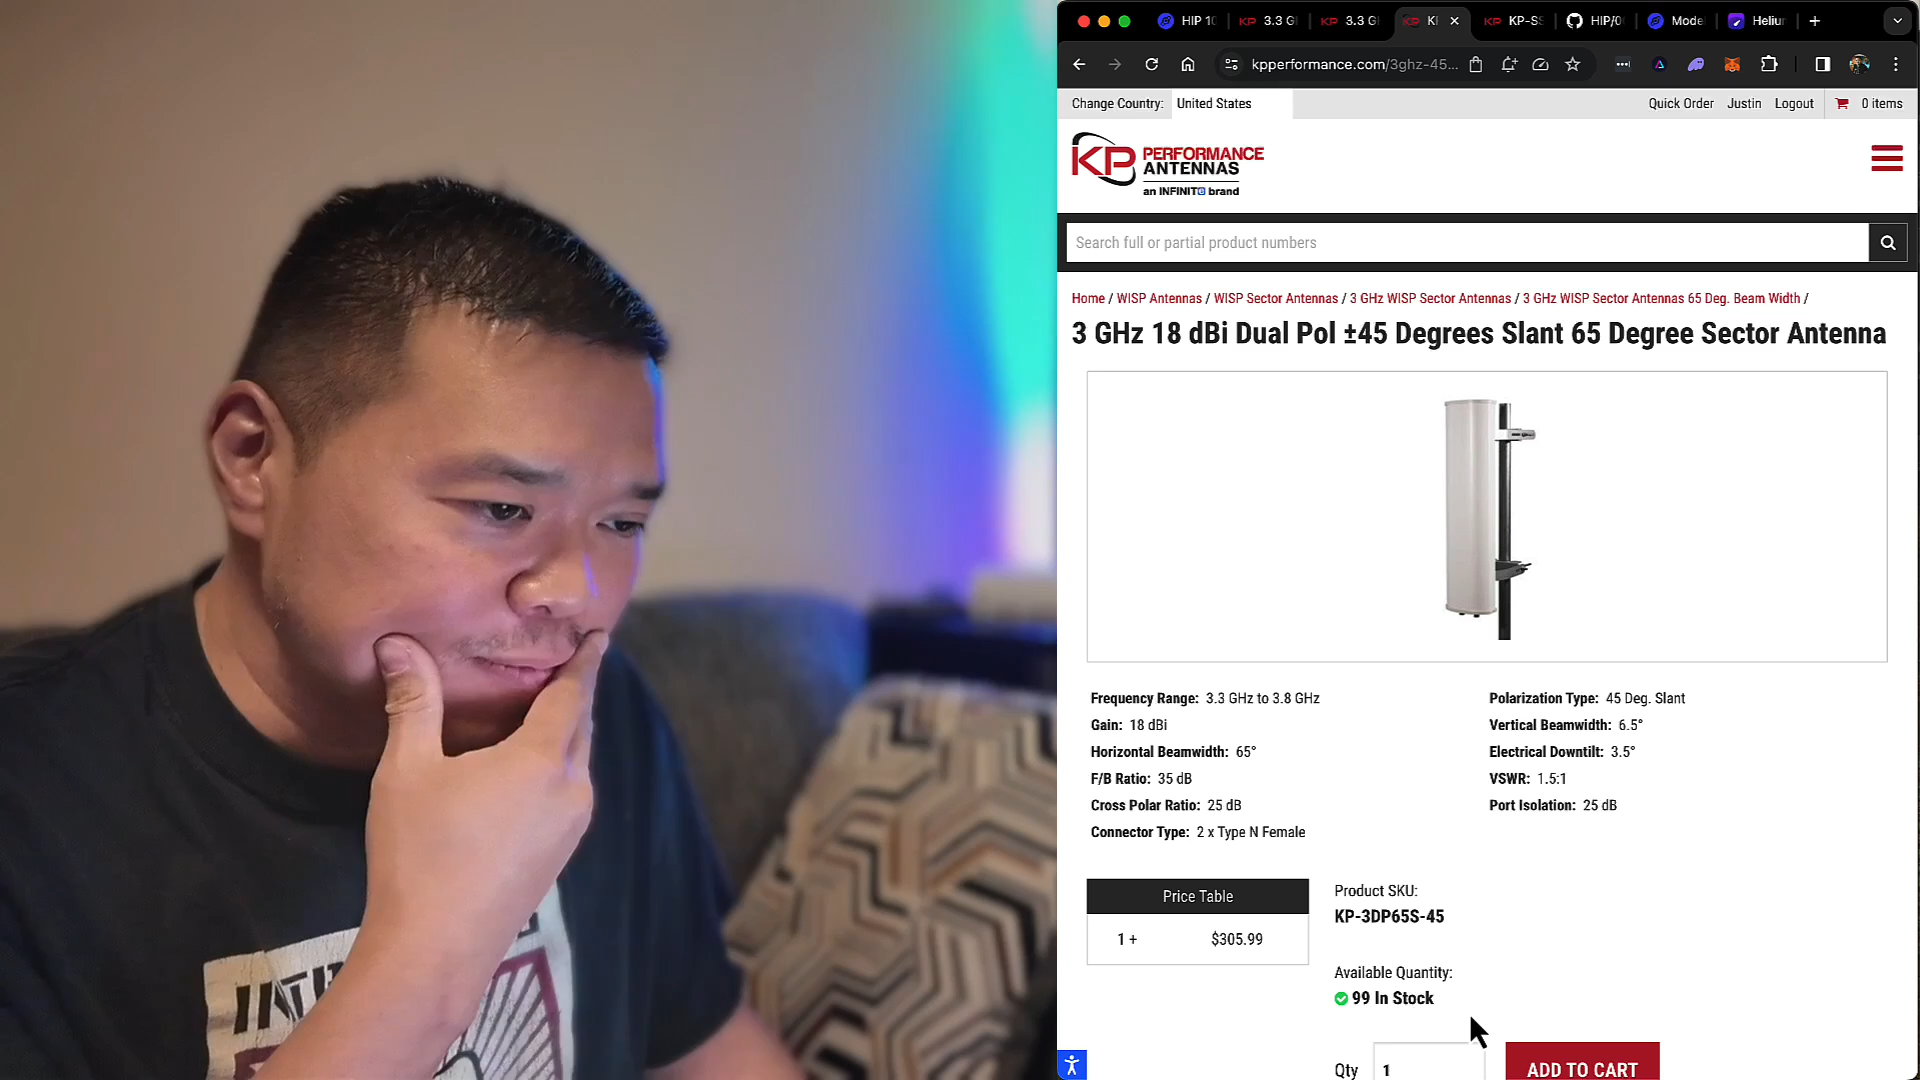 HIP 10
KP 3.3 G
KP 3.3 G
KP K
KP KP-S
HIP/0
Mode
Heliu
kpperformance.com/3ghz-45...
Change Country: United States
Quick Order Justin Logout 0 items
KP PERFORMANCE
ANTENNAS
an INFINITE brand
Search full or partial product numbers
Home / WISP Antennas / WISP Sector Antennas / 3 GHz WISP Sector Antennas / 3 GHz WISP Sector Antennas 65 Deg. Beam Width /
3 GHz 18 dBi Dual Pol ±45 Degrees Slant 65 Degree Sector Antenna
Frequency Range: 3.3 GHz to 3.8 GHz
Gain: 18 dBi
Horizontal Beamwidth: 65°
F/B Ratio: 35 dB
Cross Polar Ratio: 25 dB
Connector Type: 2 x Type N Female
Polarization Type: 45 Deg. Slant
Vertical Beamwidth: 6.5°
Electrical Downtilt: 3.5°
VSWR: 1.5:1
Port Isolation: 25 dB
Price Table
1 + $305.99
Product SKU:
KP-3DP65S-45
Available Quantity:
99 In Stock
Qty 1
ADD TO CART